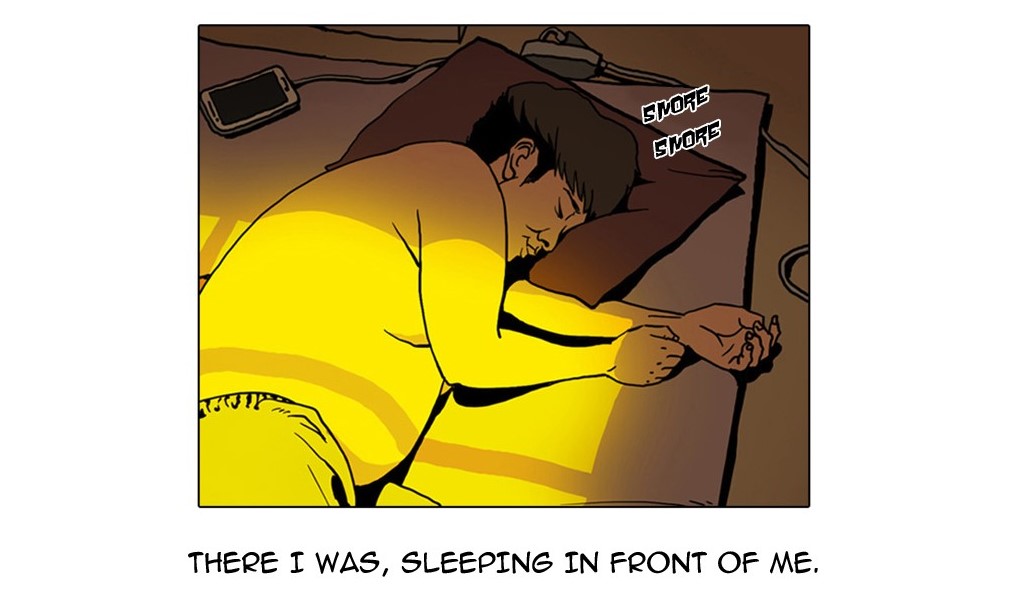 SNORE
SNORE
THERE I WAS, SLEEPING IN FRONT OF ME.